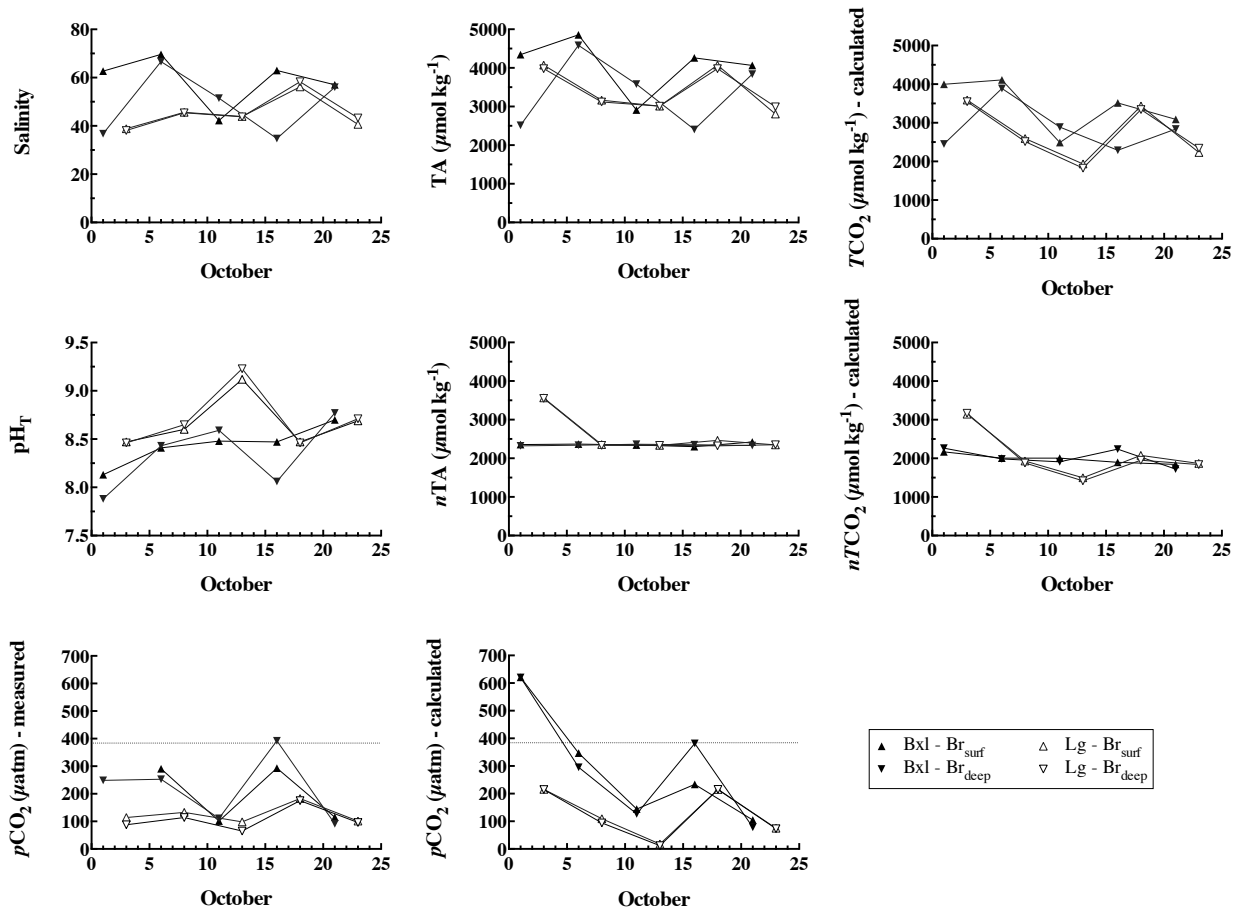 Salinity
80
60
40
20
0
0 5 10 15 20 25
October
TA (µmol kg⁻¹)
5000
4000
3000
2000
1000
0
0 5 10 15 20 25
October
TCO₂ (µmol kg⁻¹) - calculated
5000
4000
3000
2000
1000
0
0 5 10 15 20 25
October
pH_T
9.5
9.0
8.5
8.0
7.5
0 5 10 15 20 25
October
nTA (µmol kg⁻¹)
5000
4000
3000
2000
1000
0
0 5 10 15 20 25
October
nTCO₂ (µmol kg⁻¹) - calculated
5000
4000
3000
2000
1000
0
0 5 10 15 20 25
October
pCO₂ (µatm) - measured
700
600
500
400
300
200
100
0
0 5 10 15 20 25
October
pCO₂ (µatm) - calculated
700
600
500
400
300
200
100
0
0 5 10 15 20 25
October
Bxl - Br_surf Lg - Br_surf
Bxl - Br_deep Lg - Br_deep